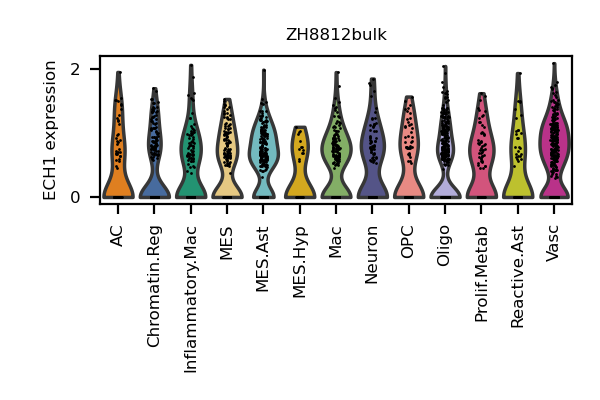 ZH8812bulk
ECH1 expression
2
0
AC
Chromatin.Reg
Inflammatory.Mac
MES
MES.Ast
MES.Hyp
Mac
Neuron
OPC
Oligo
Prolif.Metab
Reactive.Ast
Vasc